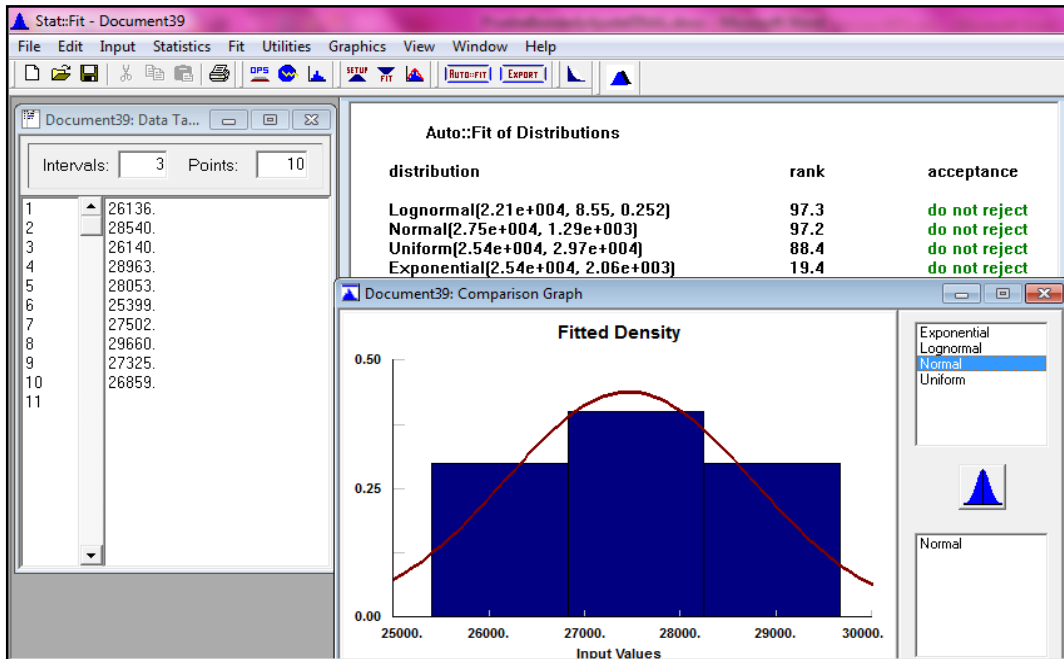 Stat::Fit - Document39
File Edit Input Statistics Fit Utilities Graphics View Window Help
OPS SETUP FIT AUTO::FIT EXPORT
Document39: Data Ta...
Intervals: 3 Points: 10
1 26136.
2 28540.
3 26140.
4 28963.
5 28053.
6 25399.
7 27502.
8 29660.
9 27325.
10 26859.
11
Auto::Fit of Distributions
distribution rank acceptance
Lognormal(2.21e+004, 8.55, 0.252) 97.3 do not reject
Normal(2.75e+004, 1.29e+003) 97.2 do not reject
Uniform(2.54e+004, 2.97e+004) 88.4 do not reject
Exponential(2.54e+004, 2.06e+003) 19.4 do not reject
Document39: Comparison Graph
Fitted Density
0.50
0.25
0.00
25000. 26000. 27000. 28000. 29000. 30000.
Input Values
Exponential
Lognormal
Normal
Uniform
Normal